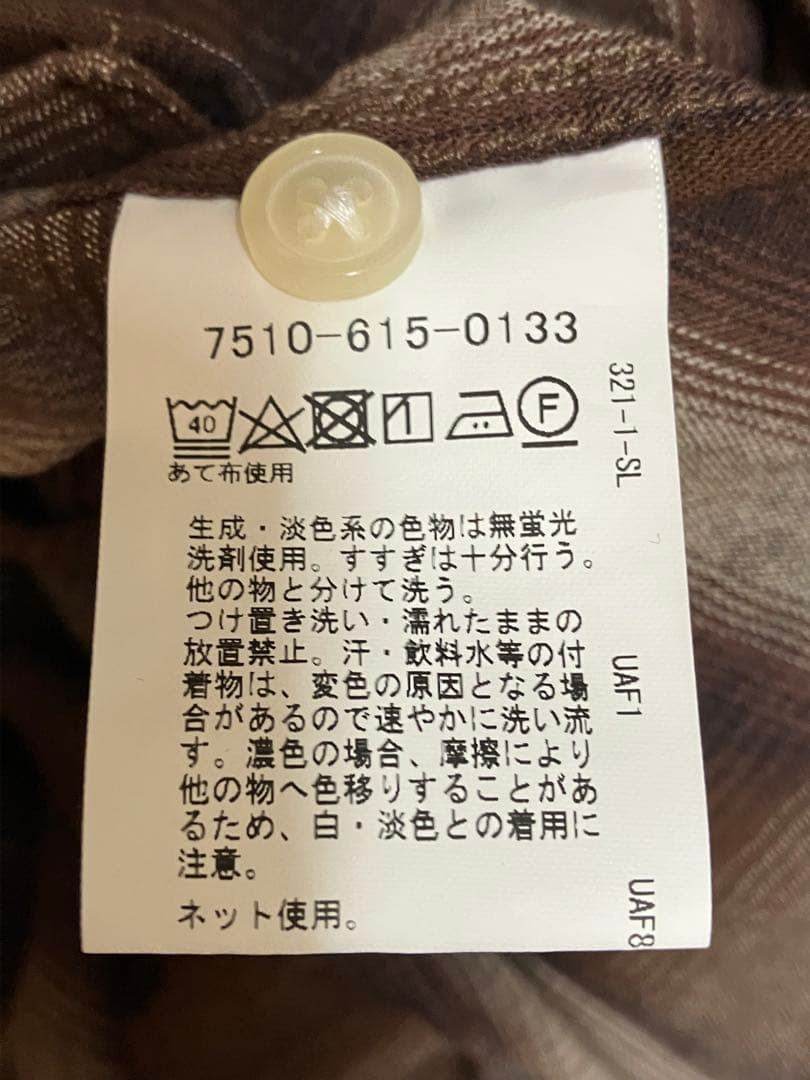 7510-615-0133
40
F
あて布使用
生成・淡色系の色物は無蛍光
洗剤使用。すすぎは十分行う。
他の物と分けて洗う。
つけ置き洗い・濡れたままの
放置禁止。汗・飲料水等の付
着物は、変色の原因となる場
合があるので速やかに洗い流
す。濃色の場合、摩擦により
他の物へ色移りすることがあ
るため、白・淡色との着用に
注意。
ネット使用。
321-1-SL
UAF1
UAF8